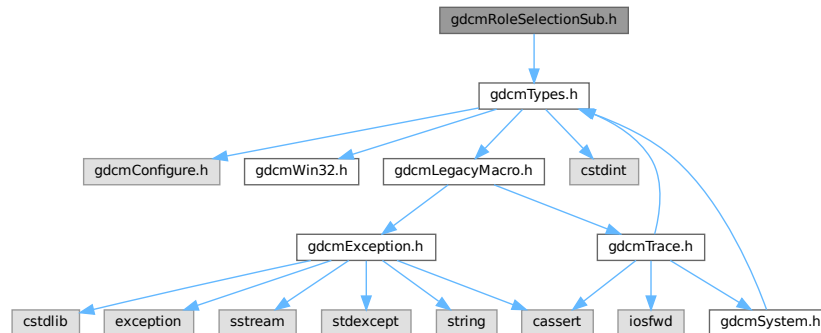 gdcmRoleSelectionSub.h
gdcmTypes.h
gdcmConfigure.h
gdcmWin32.h
gdcmLegacyMacro.h
cstdint
gdcmException.h
gdcmTrace.h
cstdlib
exception
sstream
stdexcept
string
cassert
iosfwd
gdcmSystem.h